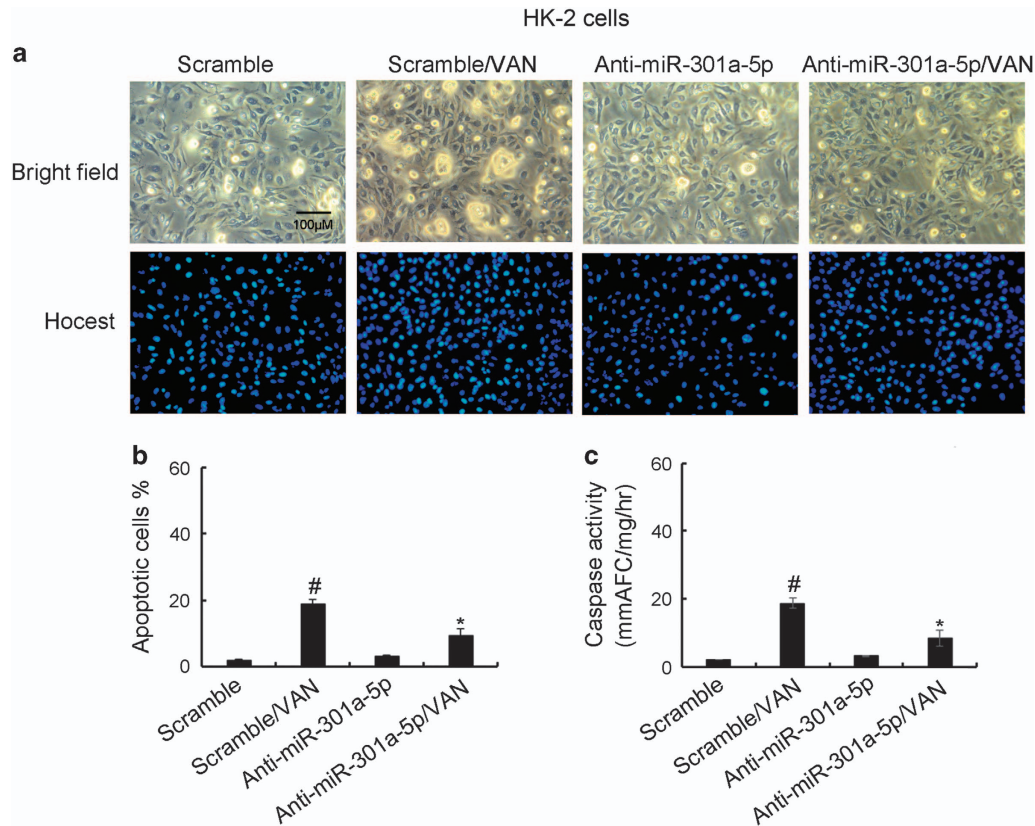 HK-2 cells
a
Scramble
Scramble/VAN
Anti-miR-301a-5p
Anti-miR-301a-5p/VAN
Bright field
100μM
Hocest
b
60
40
20
0
Apoptotic cells %
#
*
Scramble
Scramble/VAN
Anti-miR-301a-5p
Anti-miR-301a-5p/VAN
c
60
40
20
0
Caspase activity
(mmAFC/mg/hr)
#
*
Scramble
Scramble/VAN
Anti-miR-301a-5p
Anti-miR-301a-5p/VAN